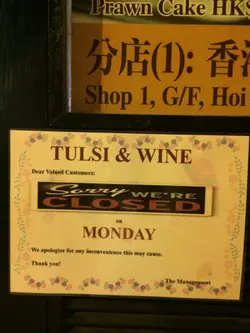 Prawn Cake HK$
分店(1): 香
Shop 1, G/F, Hoi
TULSI & WINE
Dear Valued Customers:
Sorry WE'RE
CLOSED
on
MONDAY
We apologize for any inconvenience this may cause.
Thank you!
The Management